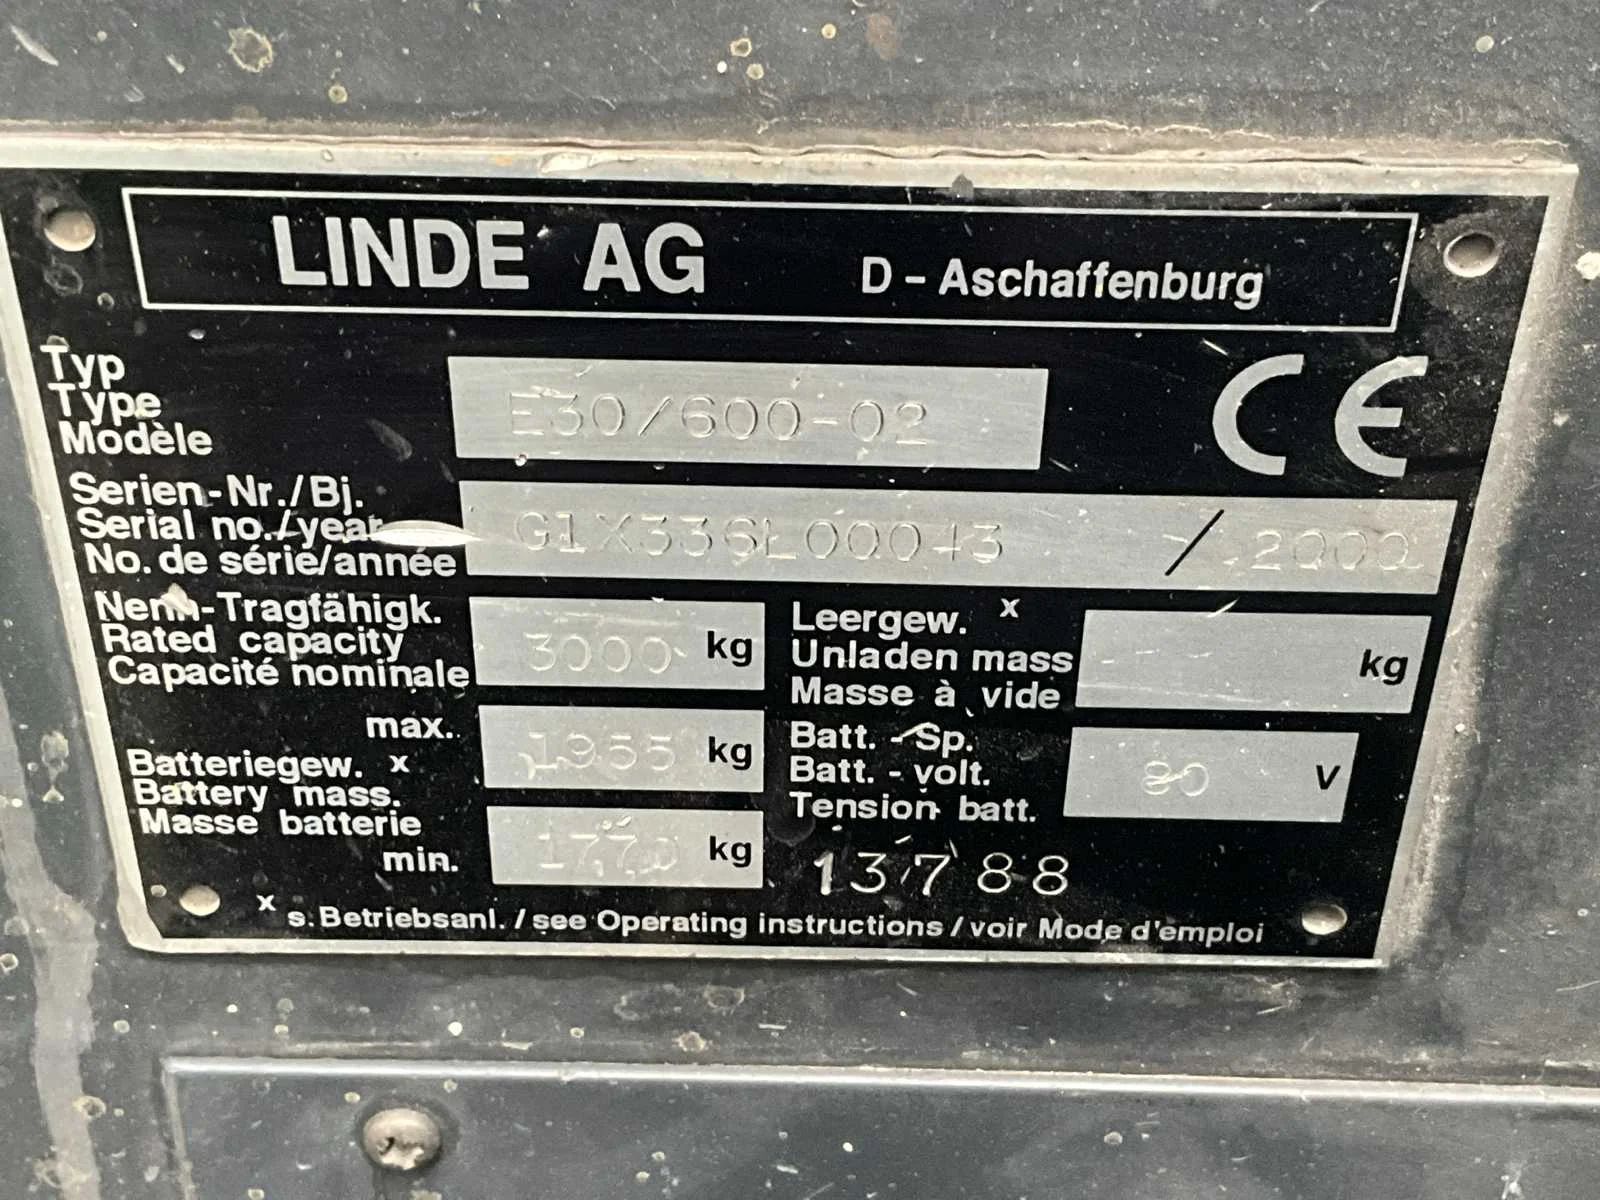 LINDE AG D - Aschaffenburg
Typ
Type
Modèle
E30/600-02
CE
Serien-Nr./Bj.
Serial no./year
No. de série/année
G1X336L00043 / 2000
Nenn-Tragfähigk.
Rated capacity
Capacité nominale
3000 kg
Leergew. x
Unladen mass
Masse à vide
kg
max.
Batteriegew. x
Battery mass.
Masse batterie
min.
1955 kg
1770 kg
Batt. - Sp.
Batt. - volt.
Tension batt.
80 V
13788
x s. Betriebsanl. / see Operating instructions / voir Mode d'emploi